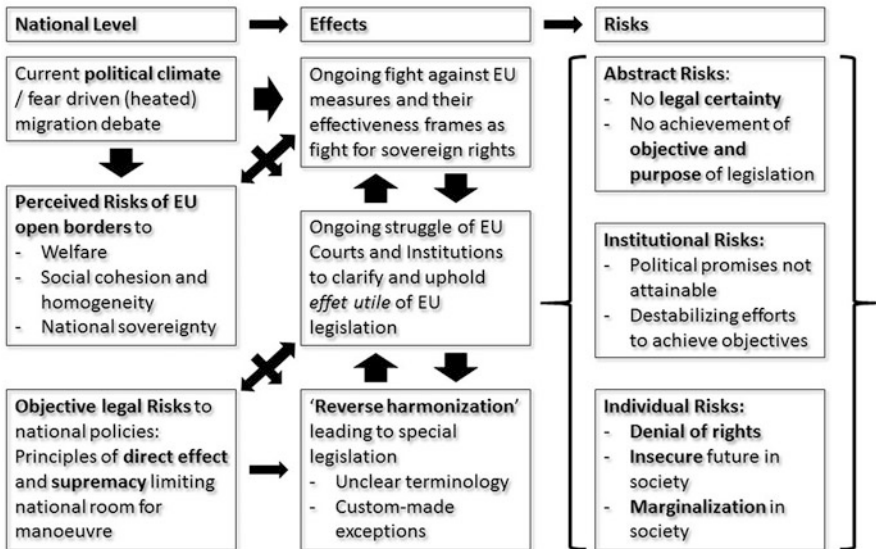 National Level
Effects
Risks
Current political climate
/ fear driven (heated)
migration debate
Perceived Risks of EU
open borders to
- Welfare
- Social cohesion and
homogeneity
- National sovereignty
Objective legal Risks to
national policies:
Principles of direct effect
and supremacy limiting
national room for
manoeuvre
Ongoing fight against EU
measures and their
effectiveness frames as
fight for sovereign rights
Ongoing struggle of EU
Courts and Institutions
to clarify and uphold
effet utile of EU
legislation
‘Reverse harmonization’
leading to special
legislation
- Unclear terminology
- Custom-made
exceptions
Abstract Risks:
- No legal certainty
- No achievement of
objective and
purpose of legislation
Institutional Risks:
- Political promises not
attainable
- Destabilizing efforts
to achieve objectives
Individual Risks:
- Denial of rights
- Insecure future in
society
- Marginalization in
society